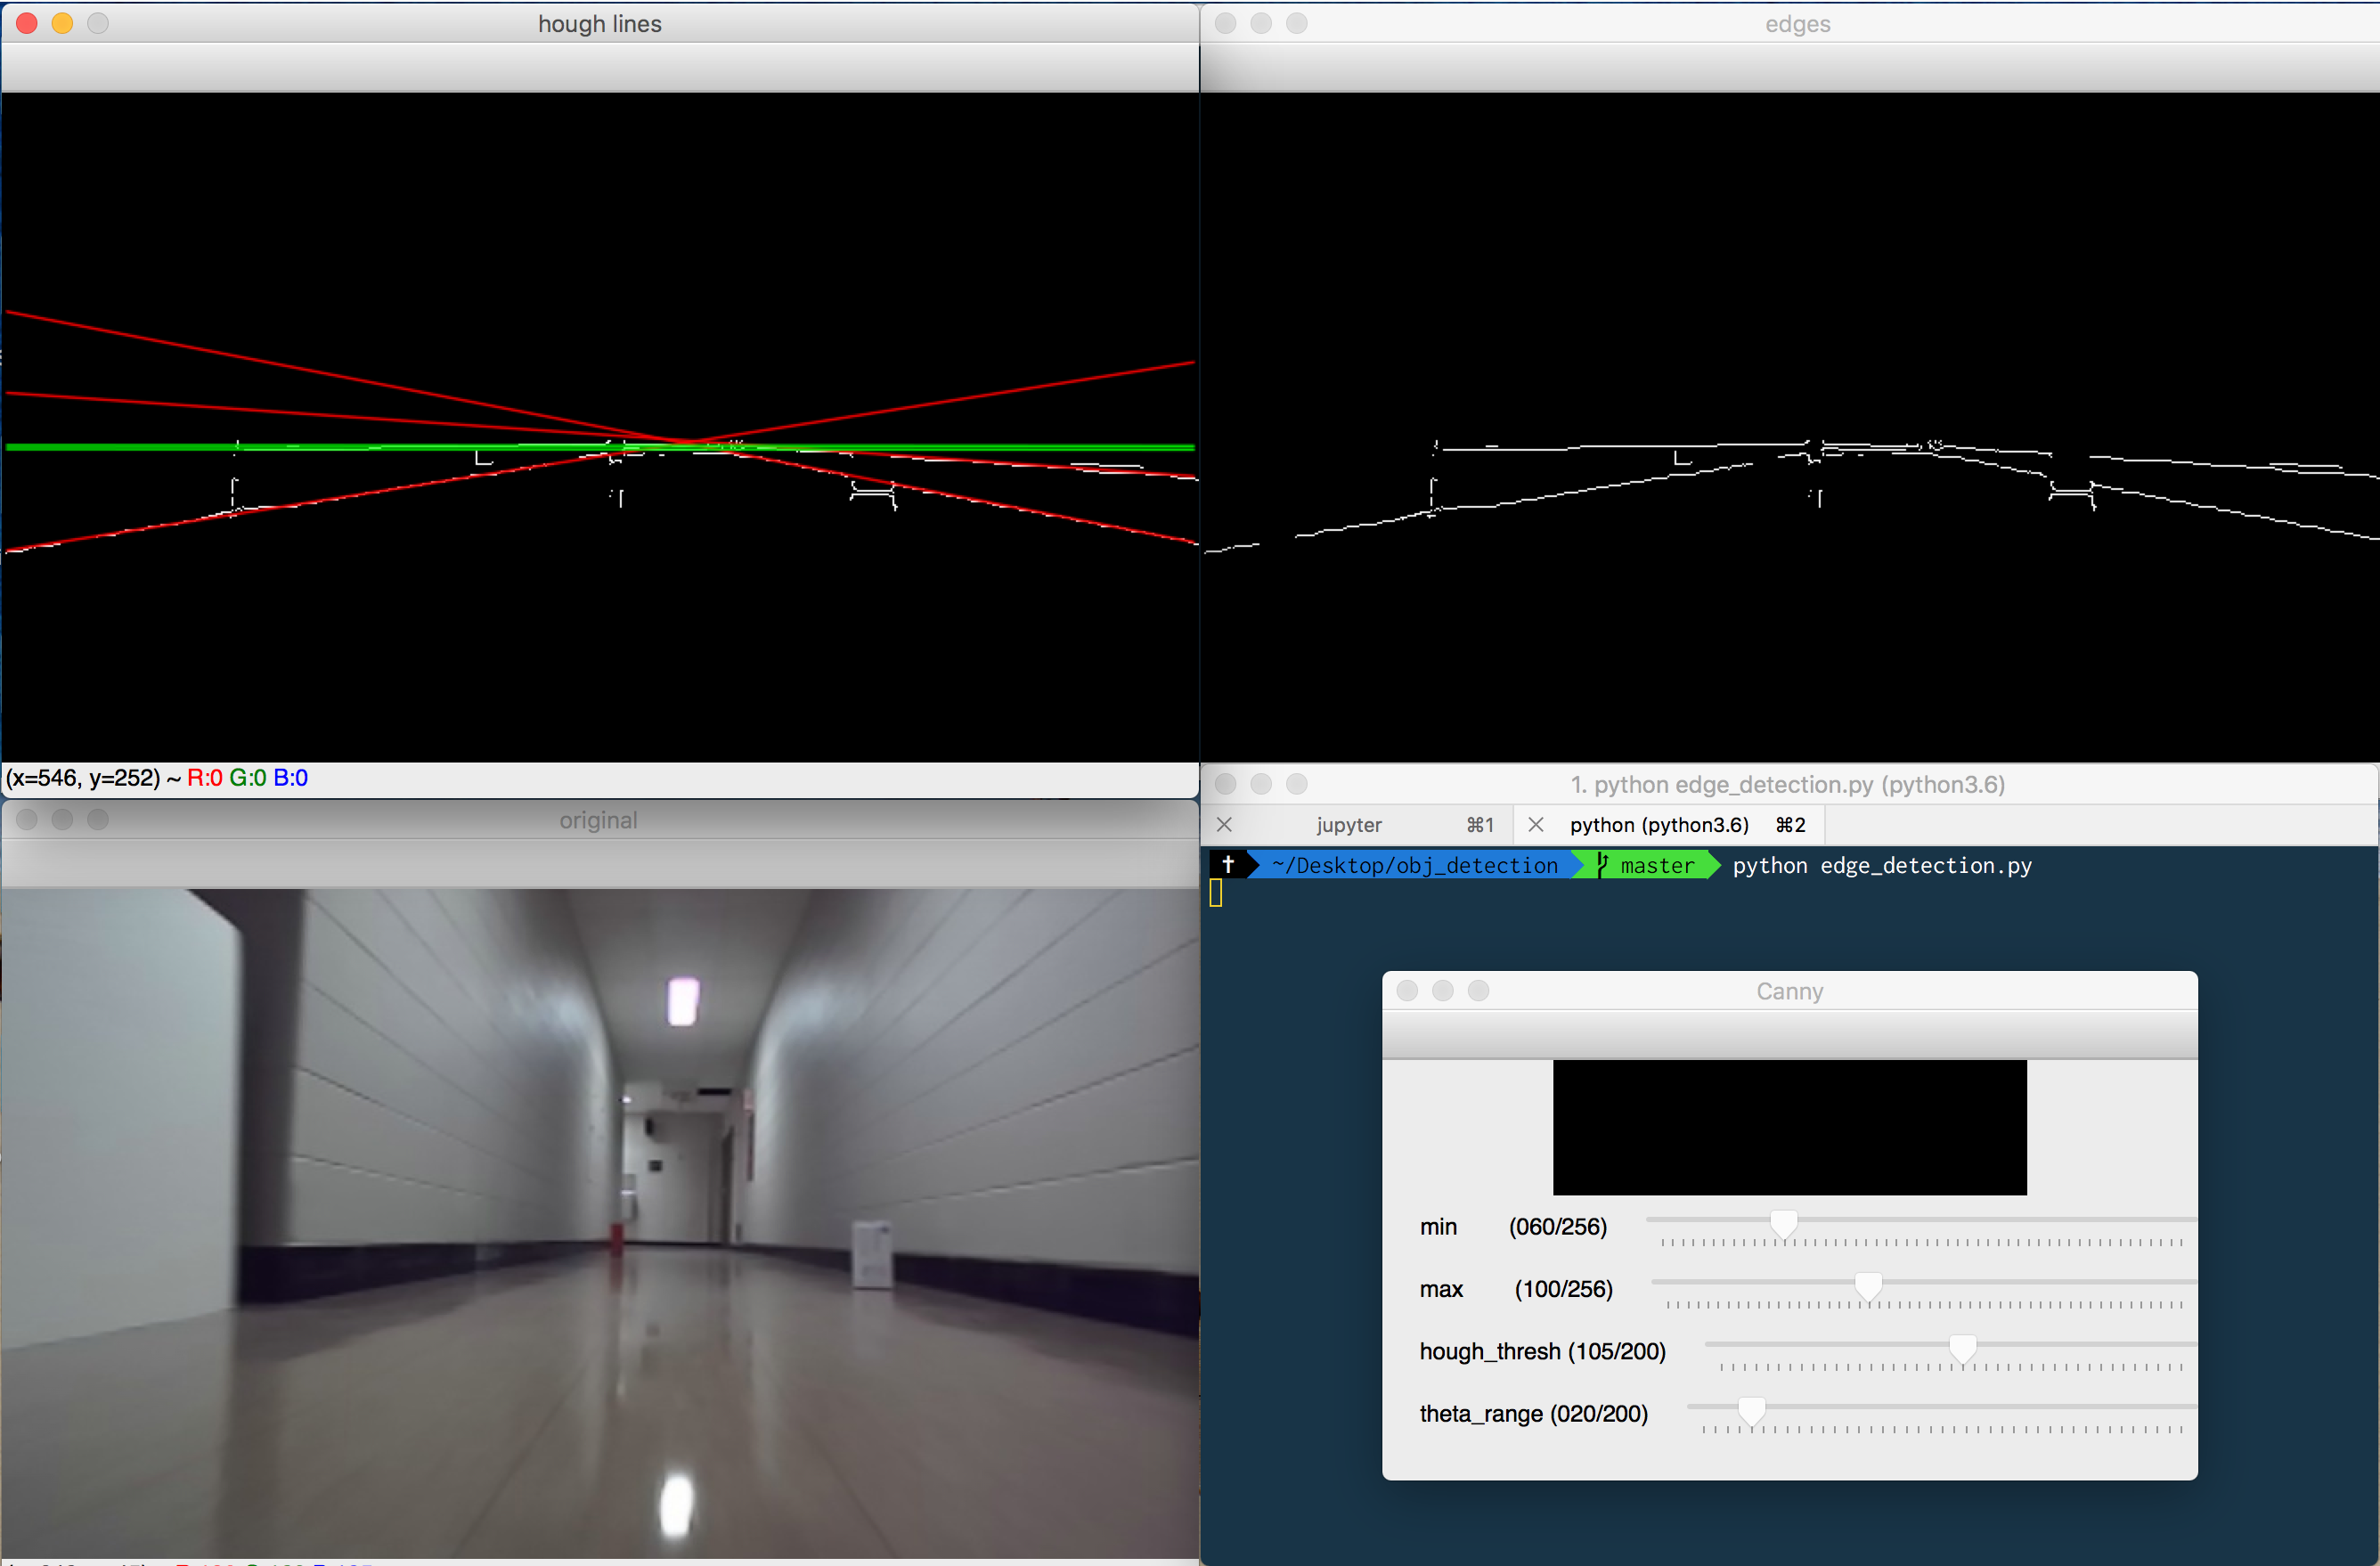 hough lines
edges
(x=546, y=252) ~ R:0 G:0 B:0
original
1. python edge_detection.py (python3.6)
jupyter ⌘1 python (python3.6) ⌘2
~/Desktop/obj_detection master python edge_detection.py
Canny
min (060/256)
max (100/256)
hough_thresh (105/200)
theta_range (020/200)